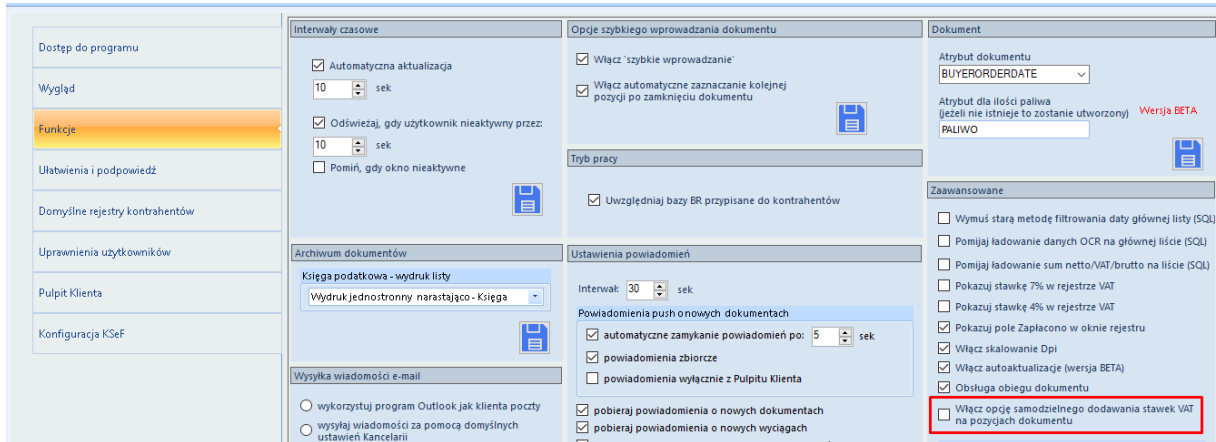 Dostęp do programu
Wygląd
Funkcje
Ułatwienia i podpowiedź
Domyślne rejestry kontrahentów
Uprawnienia użytkowników
Pulpit Klienta
Konfiguracja KSeF
Interwały czasowe
Automatyczna aktualizacja
10 sek
Odświeżaj, gdy użytkownik nieaktywny przez:
10 sek
Pomiń, gdy okno nieaktywne
Archiwum dokumentów
Księga podatkowa - wydruk listy
Wydruk jednostronny narastająco - Księga
Wysyłka wiadomości e-mail
wykorzystuj program Outlook jak klienta poczty
wysyłaj wiadomości za pomocą domyślnych
ustawień Kancelarii
Opcje szybkiego wprowadzania dokumentu
Włącz 'szybkie wprowadzanie'
Włącz automatyczne zaznaczanie kolejnej
pozycji po zamknięciu dokumentu
Tryb pracy
Uwzględniaj bazy BR przypisane do kontrahentów
Ustawienia powiadomień
Interwał: 30 sek
Powiadomienia push o nowych dokumentach
automatyczne zamykanie powiadomień po: 5 sek
powiadomienia zbiorcze
powiadomienia wyłącznie z Pulpitu Klienta
pobieraj powiadomienia o nowych dokumentach
pobieraj powiadomienia o nowych wyciągach
Dokument
Atrybut dokumentu
BUYERORDERDATE
Atrybut dla ilości paliwa
(jeżeli nie istnieje to zostanie utworzony) Wersja BETA
PALIWO
Zaawansowane
Wymuś starą metodę filtrowania daty głównej listy (SQL)
Pomijaj ładowanie danych OCR na głównej liście (SQL)
Pomijaj ładowanie sum netto/VAT/brutto na liście (SQL)
Pokazuj stawkę 7% w rejestrze VAT
Pokazuj stawkę 4% w rejestrze VAT
Pokazuj pole Zapłacono w oknie rejestru
Włącz skalowanie Dpi
Włącz autoaktualizacje (wersja BETA)
Obsługa obiegu dokumentu
Włącz opcję samodzielnego dodawania stawek VAT
na pozycjach dokumentu